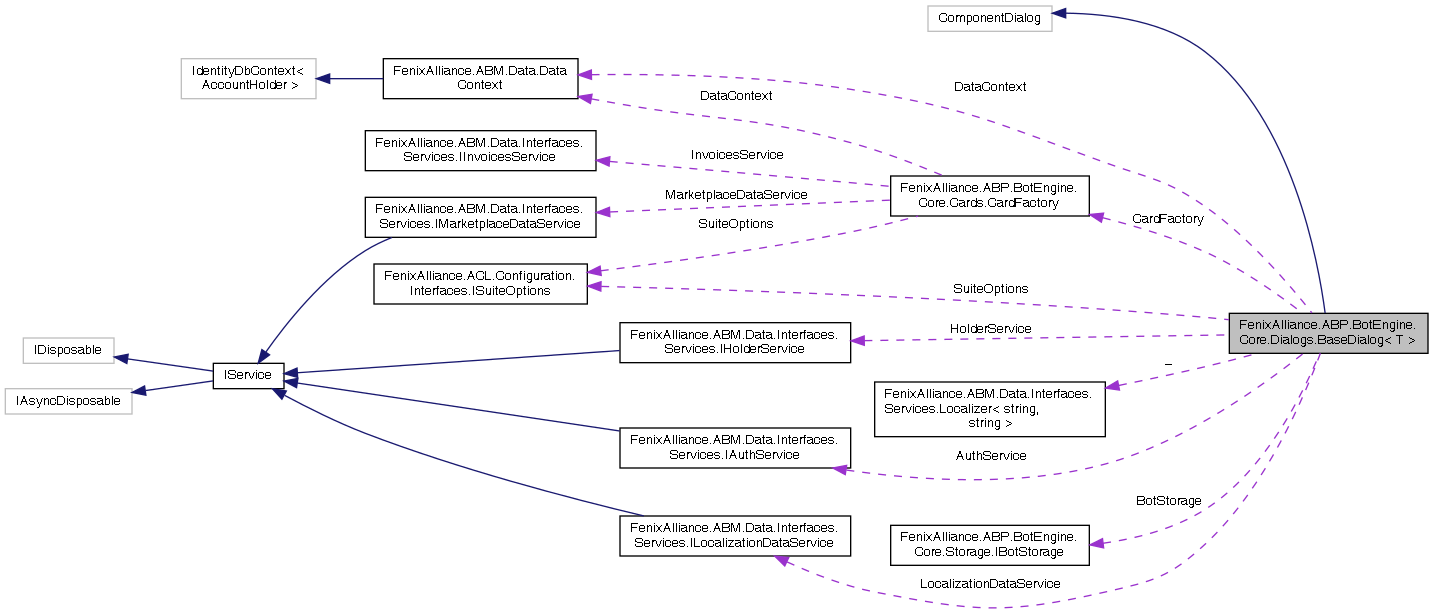 ComponentDialog
IdentityDbContext<
AccountHolder >
FenixAlliance.ABM.Data.Data
Context
DataContext
DataContext
FenixAlliance.ABM.Data.Interfaces.
Services.IInvoicesService
InvoicesService
FenixAlliance.ABP.BotEngine.
Core.Cards.CardFactory
MarketplaceDataService
FenixAlliance.ABM.Data.Interfaces.
Services.IMarketplaceDataService
SuiteOptions
CardFactory
FenixAlliance.ACL.Configuration.
Interfaces.ISuiteOptions
SuiteOptions
FenixAlliance.ABP.BotEngine.
Core.Dialogs.BaseDialog< T >
HolderService
FenixAlliance.ABM.Data.Interfaces.
Services.IHolderService
IDisposable
IService
_
IAsyncDisposable
FenixAlliance.ABM.Data.Interfaces.
Services.Localizer< string,
string >
FenixAlliance.ABM.Data.Interfaces.
Services.IAuthService
AuthService
BotStorage
FenixAlliance.ABM.Data.Interfaces.
Services.ILocalizationDataService
FenixAlliance.ABP.BotEngine.
Core.Storage.IBotStorage
LocalizationDataService